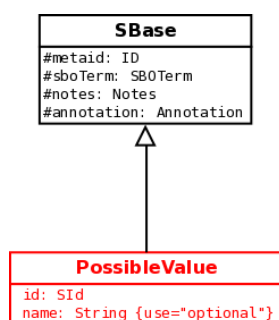 SBase
#metaid: ID
#sboTerm: SBOTerm
#notes: Notes
#annotation: Annotation
PossibleValue
id: SId
name: String {use="optional"}